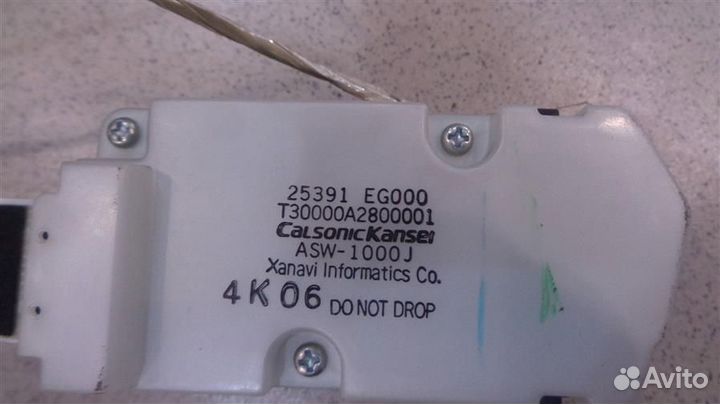 25391 EG000
T30000A2800001
CalsonicKansei
ASW-1000J
Xanavi Informatics Co.
4K06 DO NOT DROP
Avito